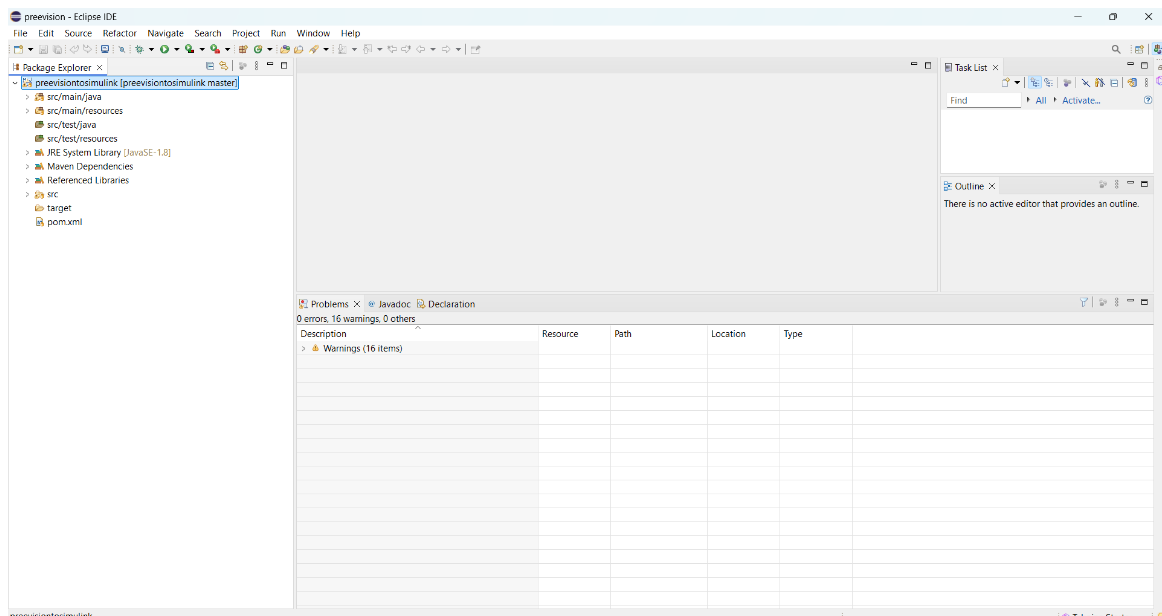 preevision - Eclipse IDE
File Edit Source Refactor Navigate Search Project Run Window Help
Package Explorer
preevisiontosimulink [preevisiontosimulink master]
src/main/java
src/main/resources
src/test/java
src/test/resources
JRE System Library [JavaSE-1.8]
Maven Dependencies
Referenced Libraries
src
target
pom.xml
Task List
Find All Activate...
Outline
There is no active editor that provides an outline.
Problems Javadoc Declaration
0 errors, 16 warnings, 0 others
Description Resource Path Location Type
Warnings (16 items)
preevisiontosimulink